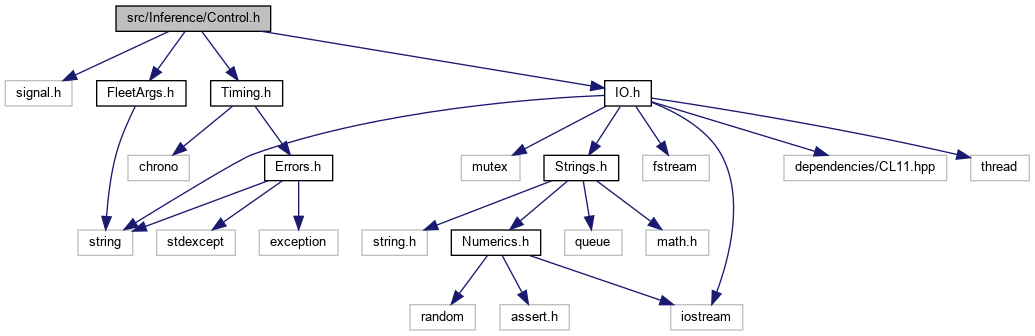 src/Inference/Control.h
signal.h
FleetArgs.h
Timing.h
IO.h
chrono
Errors.h
mutex
Strings.h
fstream
dependencies/CL11.hpp
thread
string
stdexcept
exception
string.h
Numerics.h
queue
math.h
random
assert.h
iostream